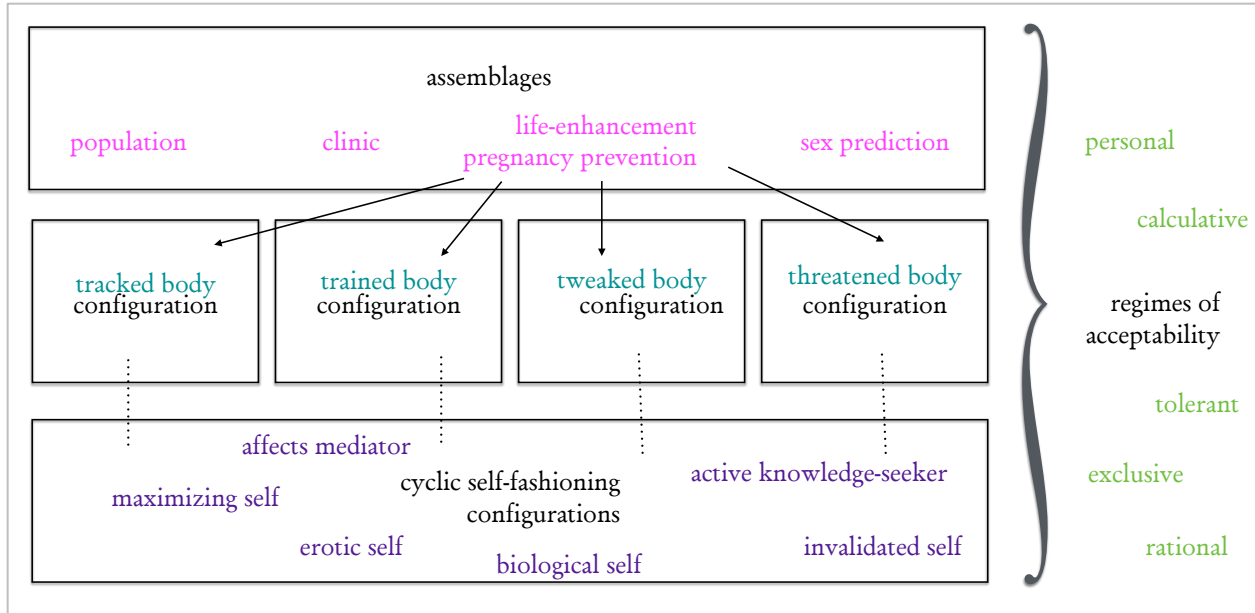 assemblages
population
clinic
life-enhancement
pregnancy prevention
sex prediction
tracked body
configuration
trained body
configuration
tweaked body
configuration
threatened body
configuration
affects mediator
maximizing self
cyclic self-fashioning
configurations
active knowledge-seeker
erotic self
biological self
invalidated self
personal
calculative
regimes of
acceptability
tolerant
exclusive
rational